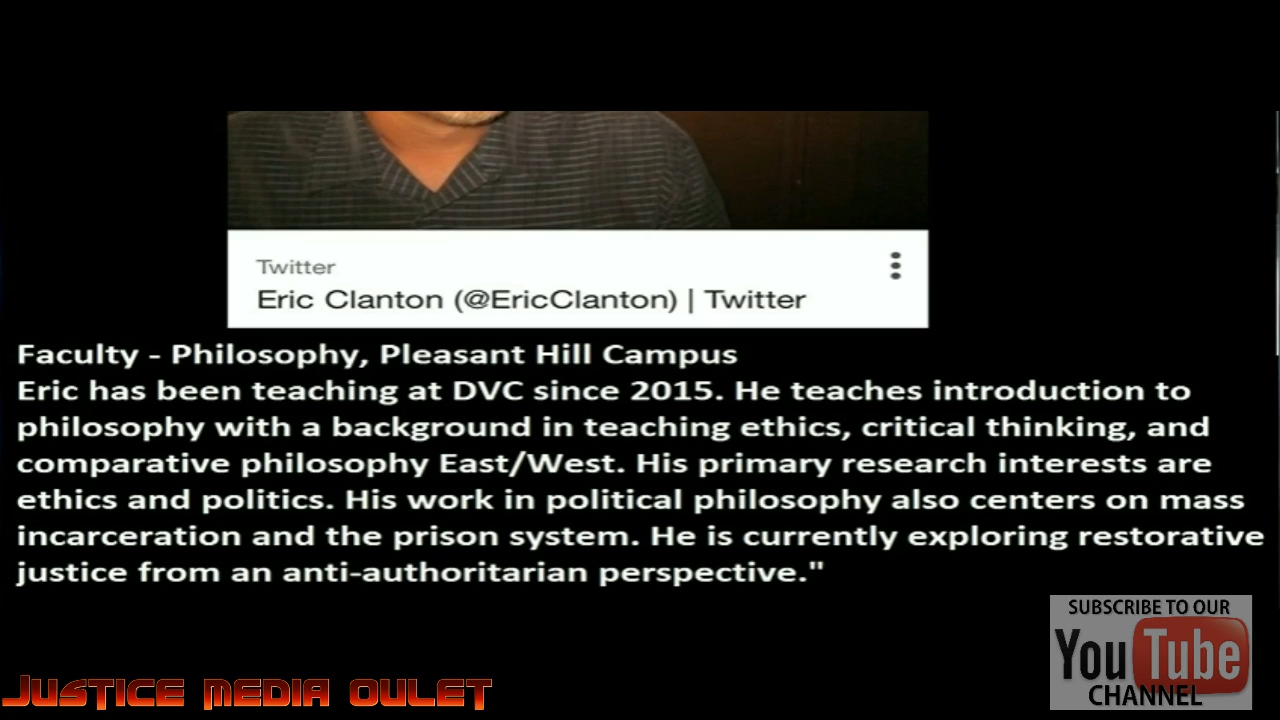 Twitter
Eric Clanton (@EricClanton) | Twitter
Faculty - Philosophy, Pleasant Hill Campus
Eric has been teaching at DVC since 2015. He teaches introduction to
philosophy with a background in teaching ethics, critical thinking, and
comparative philosophy East/West. His primary research interests are
ethics and politics. His work in political philosophy also centers on mass
incarceration and the prison system. He is currently exploring restorative
justice from an anti-authoritarian perspective."
SUBSCRIBE TO OUR
YouTube
CHANNEL
JUSTICE MEDIA OULET